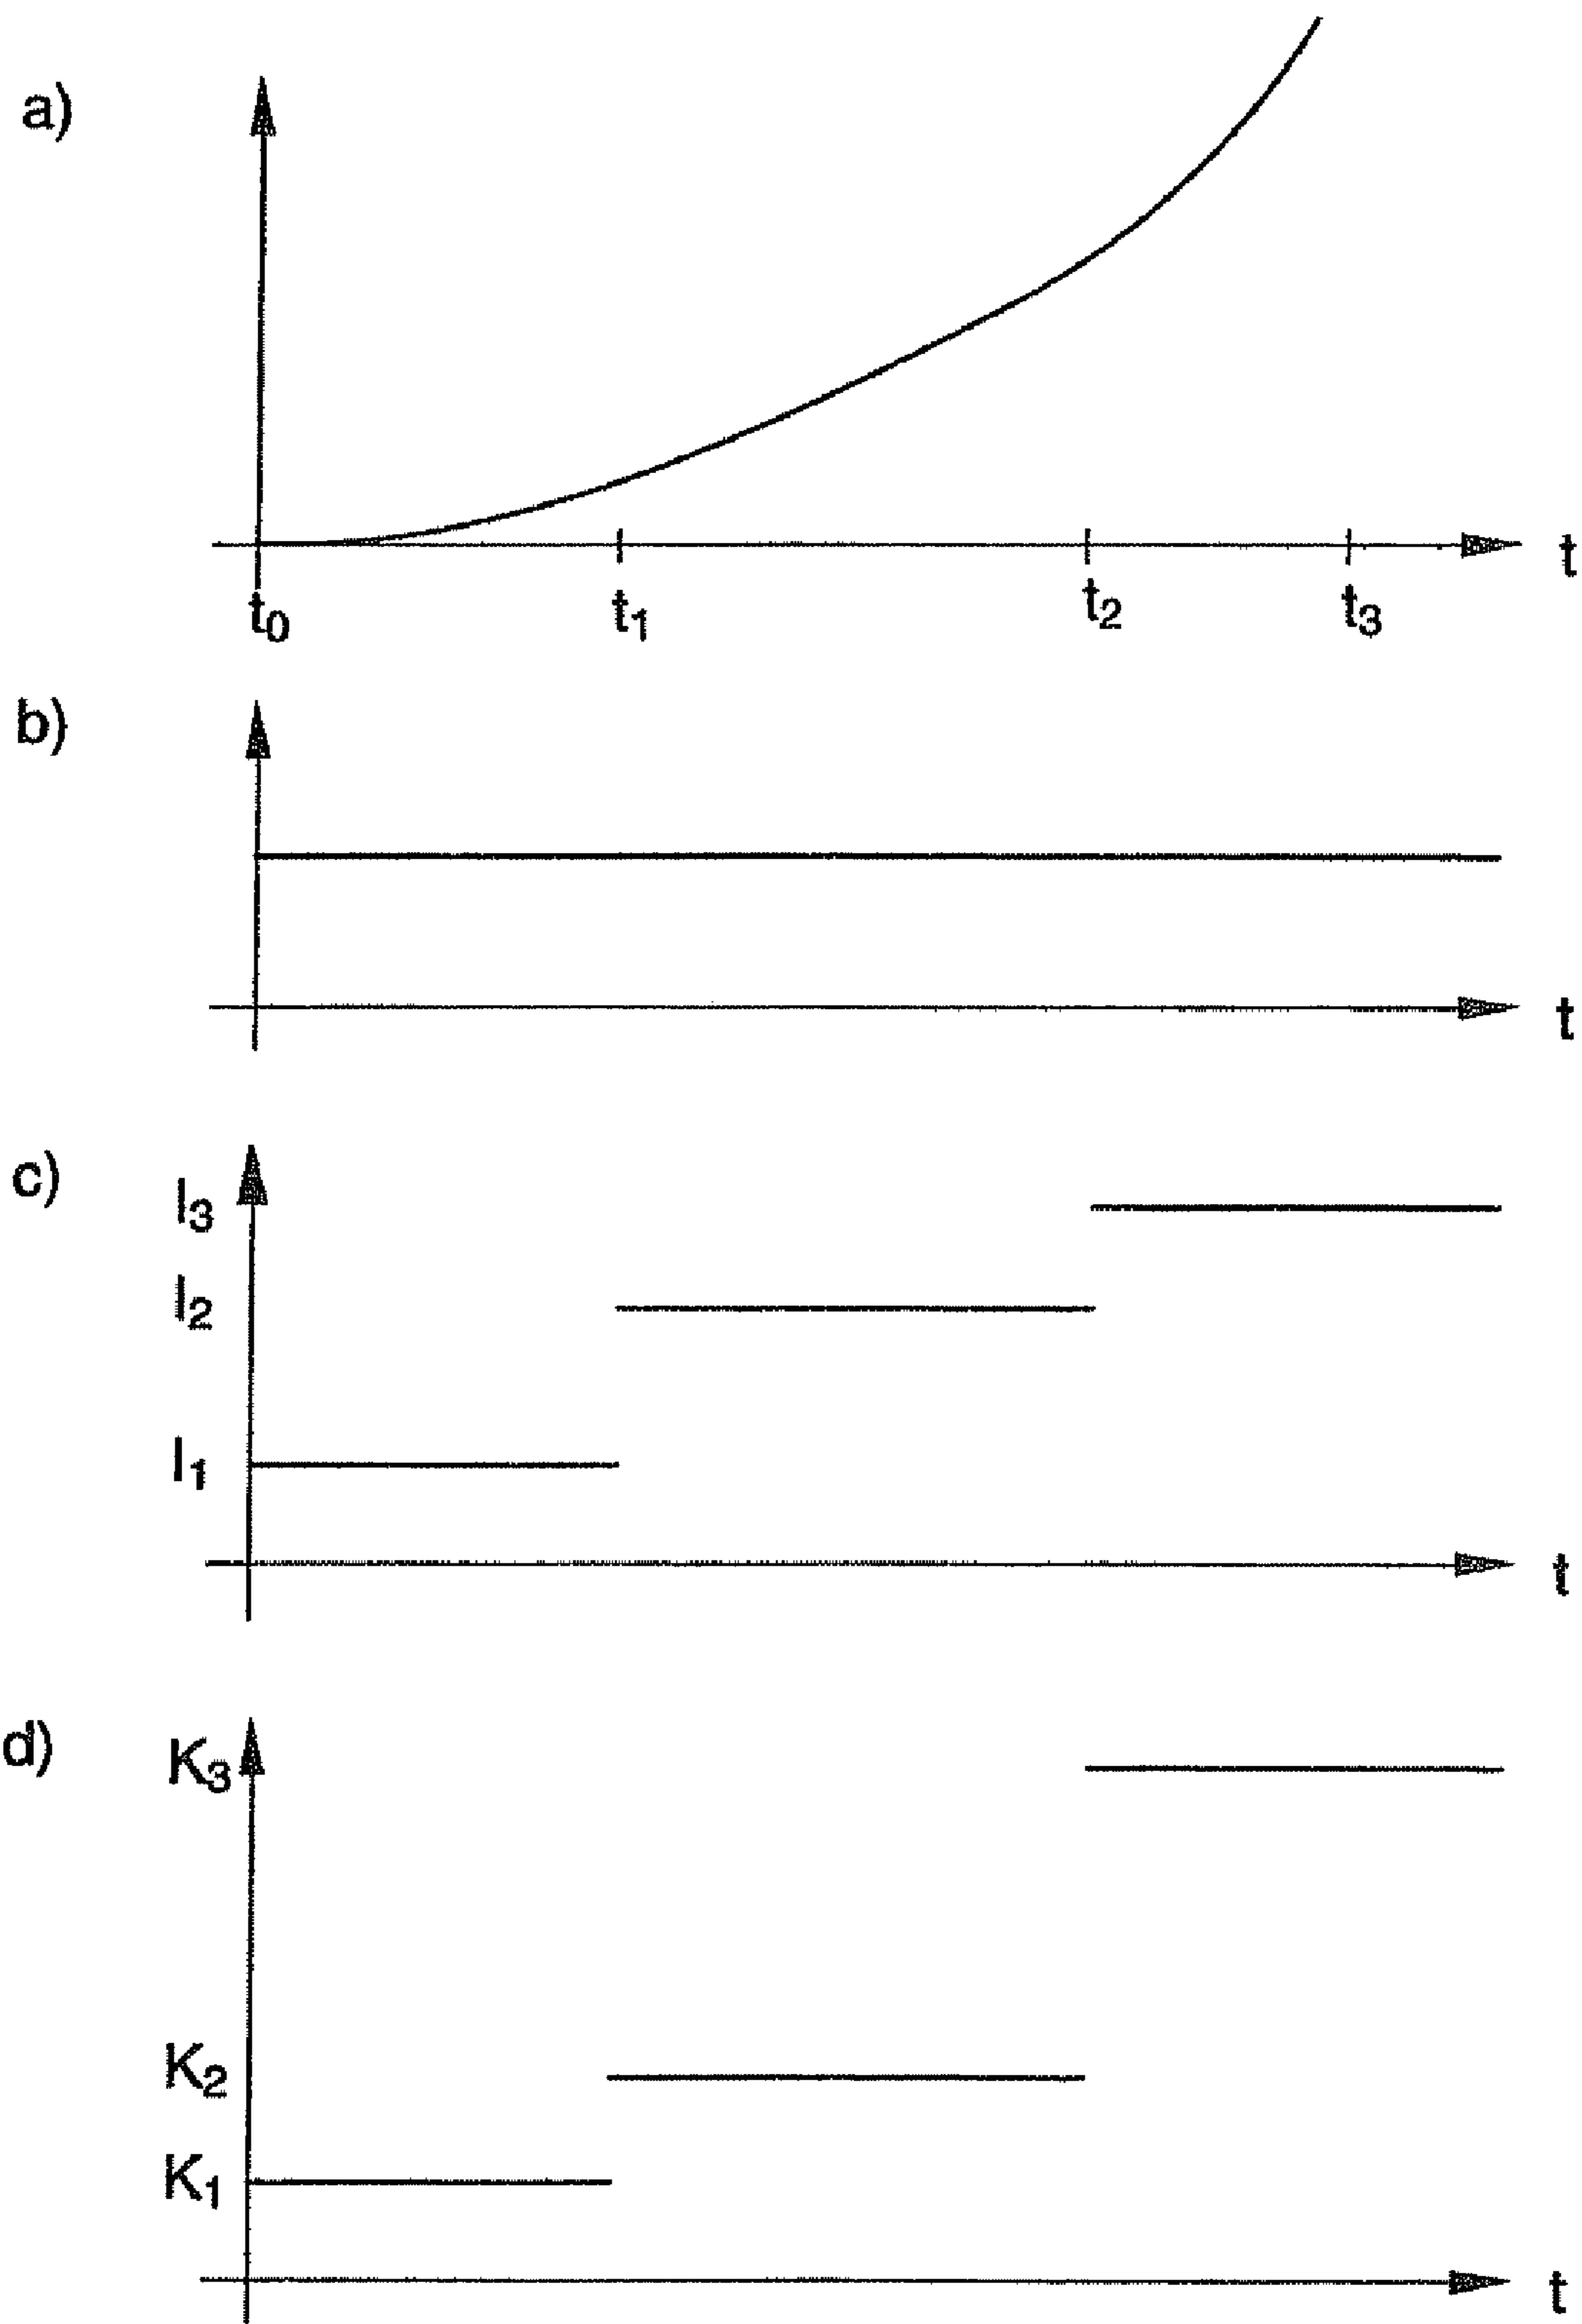 a)
t
t₀ t₁ t₂ t₃
b)
t
c)
I₃
I₂
I₁
t
d)
K₃
K₂
K₁
t